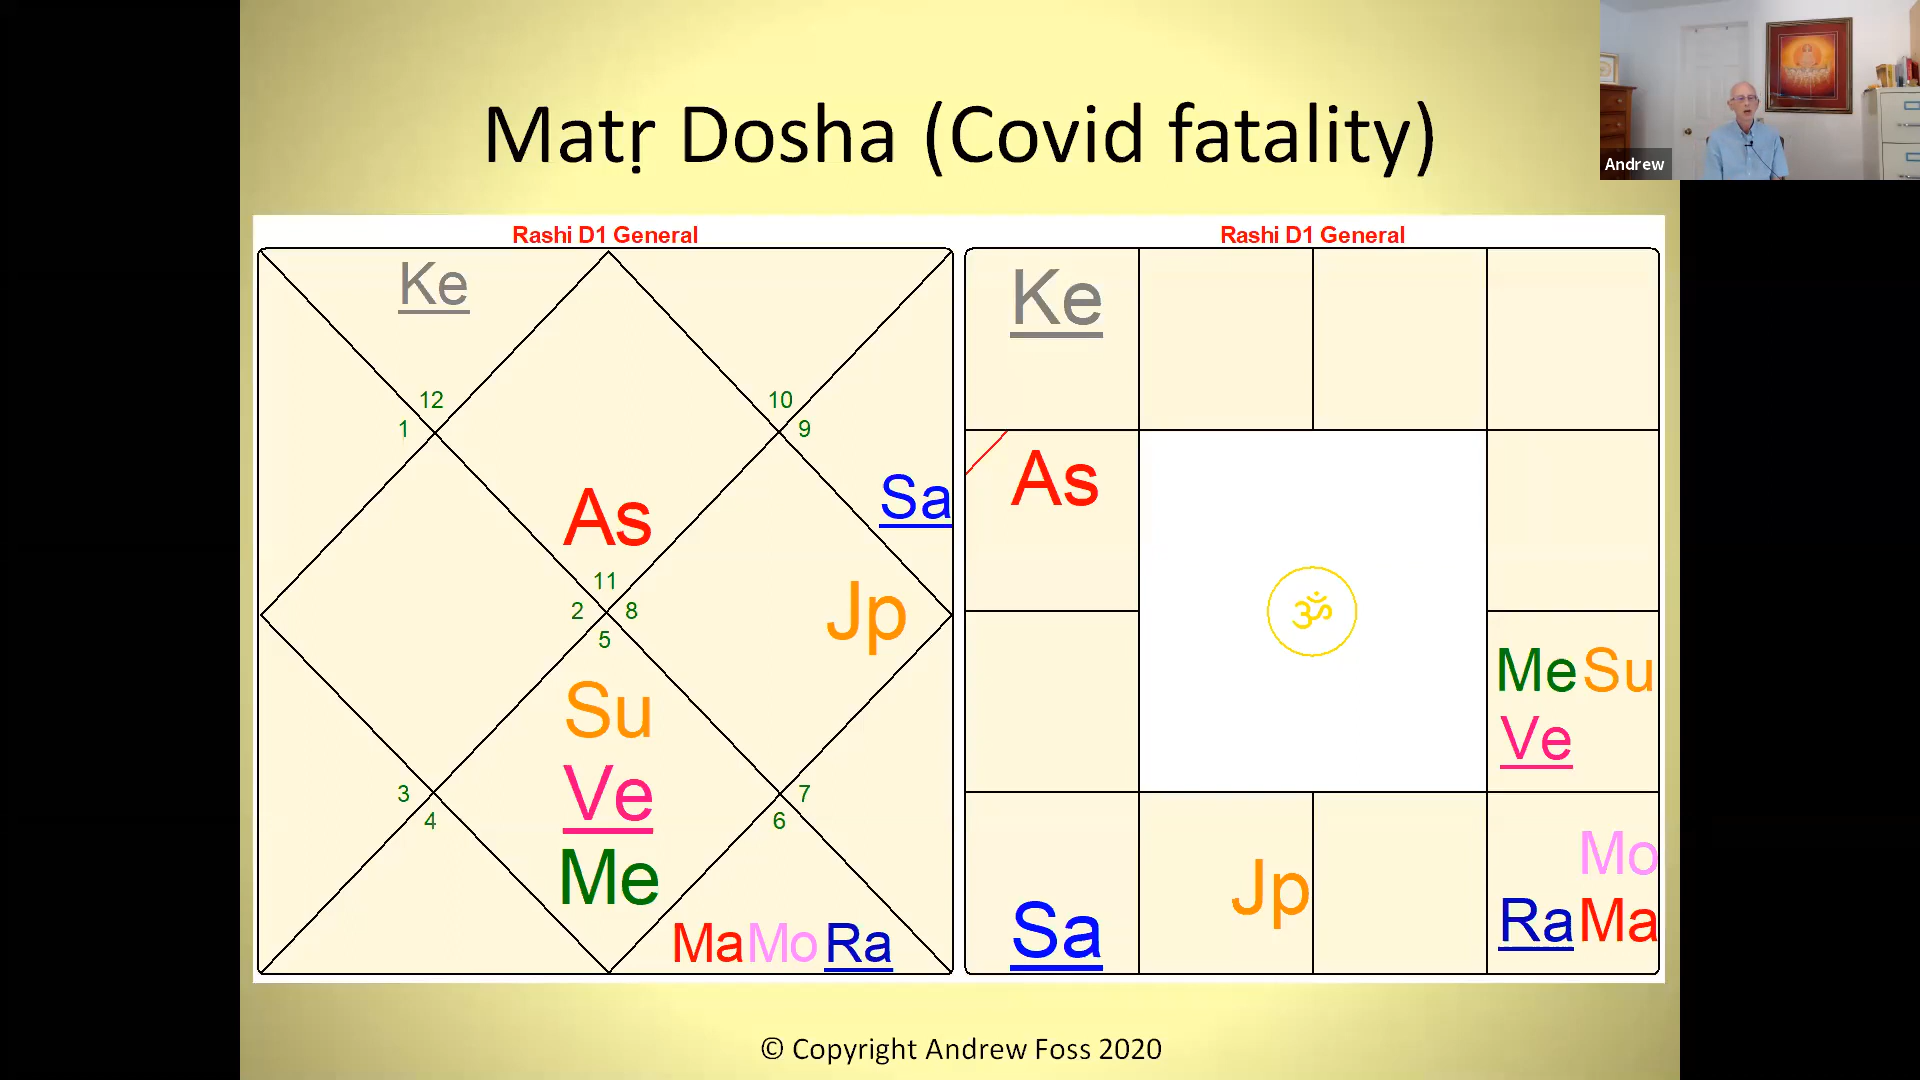 Matṛ Dosha (Covid fatality)
Andrew
Rashi D1 General
Ke
12
1
10
9
As
Sa
11
2
8
5
Jp
Su
Ve
Me
3
4
7
6
Ma Mo Ra
Rashi D1 General
Ke
As
ॐ
Me Su
Ve
Sa
Jp
Mo
Ra Ma
© Copyright Andrew Foss 2020